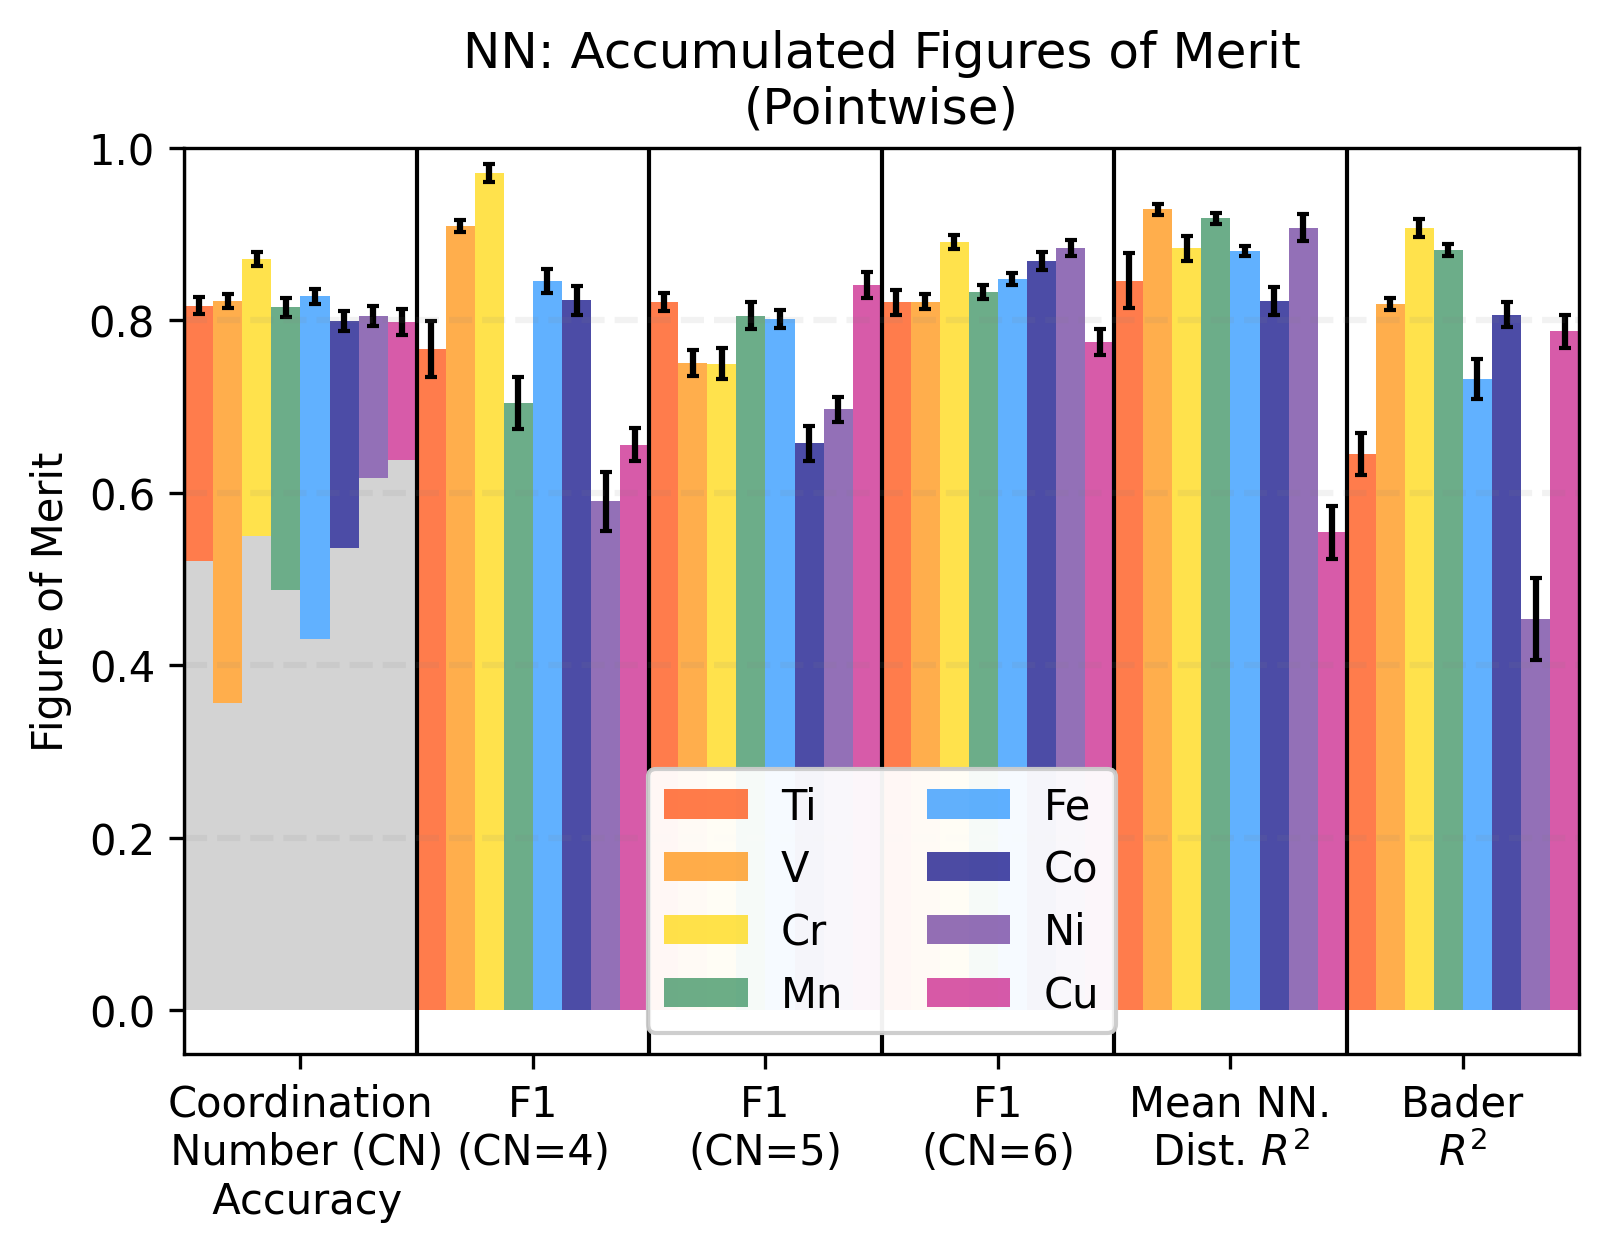 NN: Accumulated Figures of Merit
(Pointwise)
Figure of Merit
1.0
0.8
0.6
0.4
0.2
0.0
Ti
V
Cr
Mn
Fe
Co
Ni
Cu
Coordination
Number (CN)
Accuracy
F1
(CN=4)
F1
(CN=5)
F1
(CN=6)
Mean NN.
Dist. R²
Bader
R²